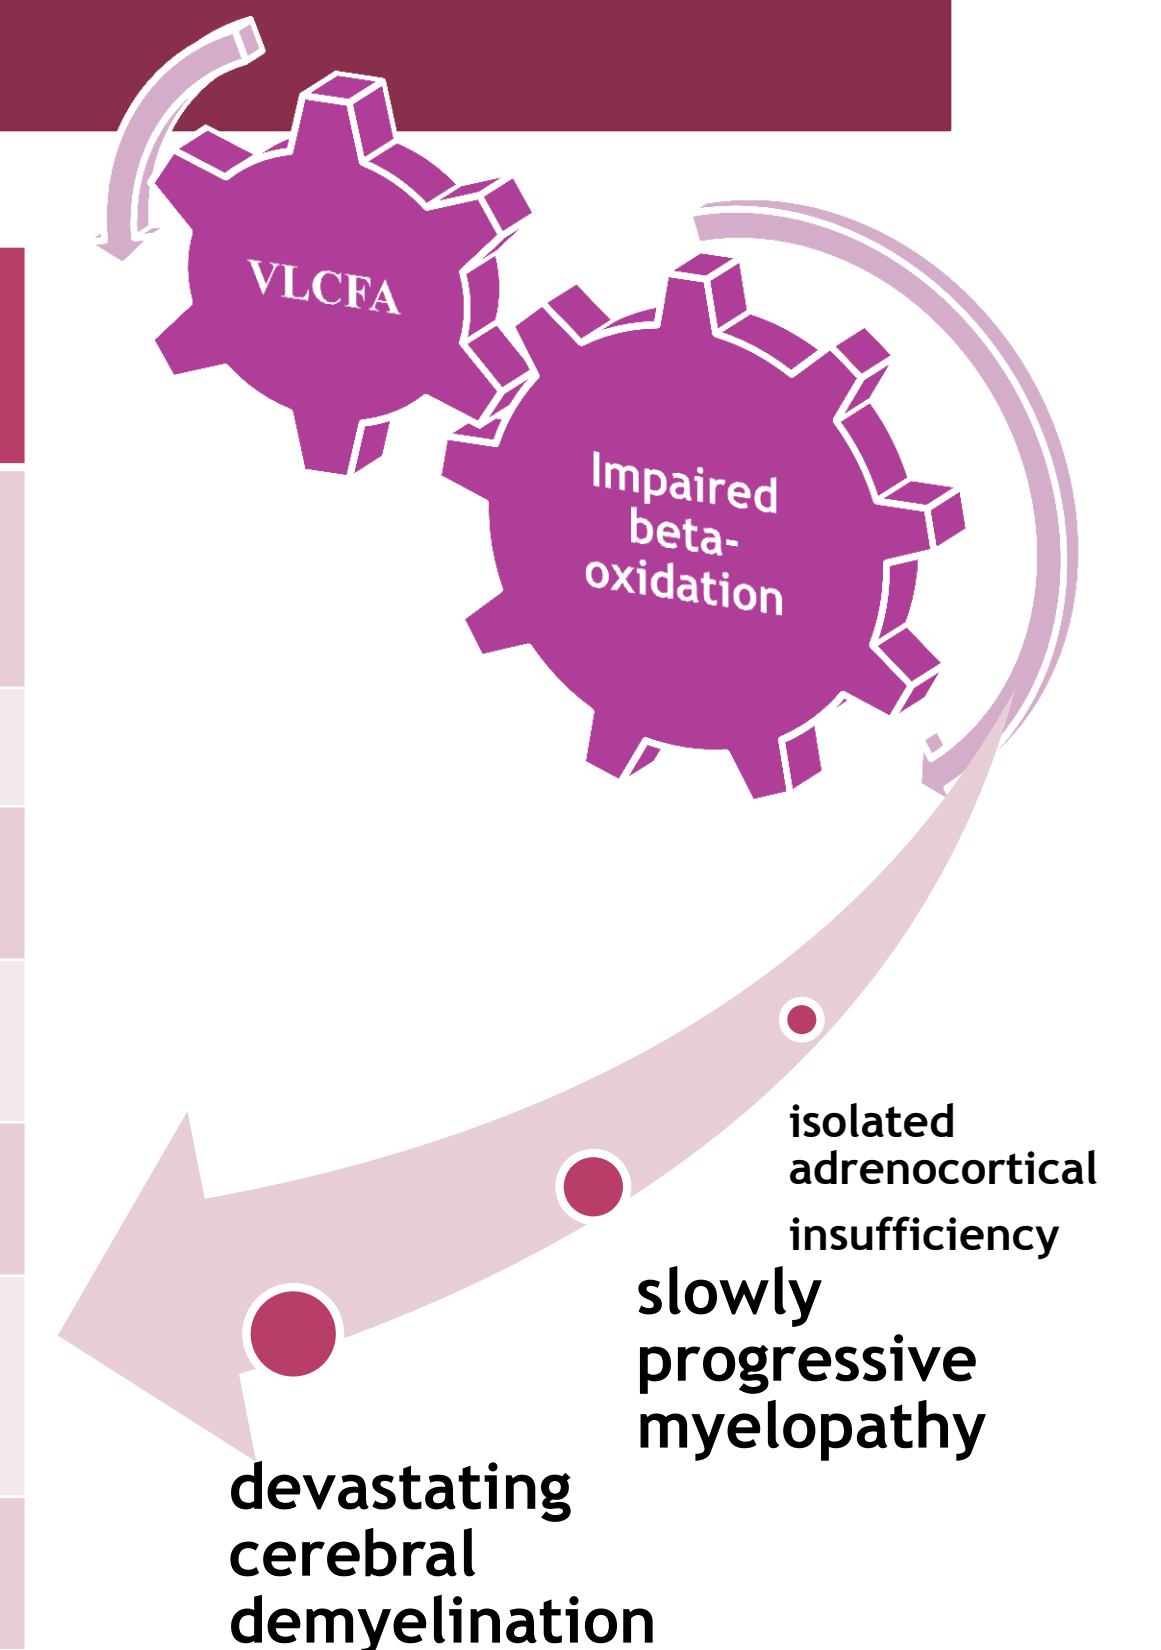 VLCFA
Impaired
beta-
oxidation
isolated
adrenocortical
insufficiency
slowly
progressive
myelopathy
devastating
cerebral
demyelination